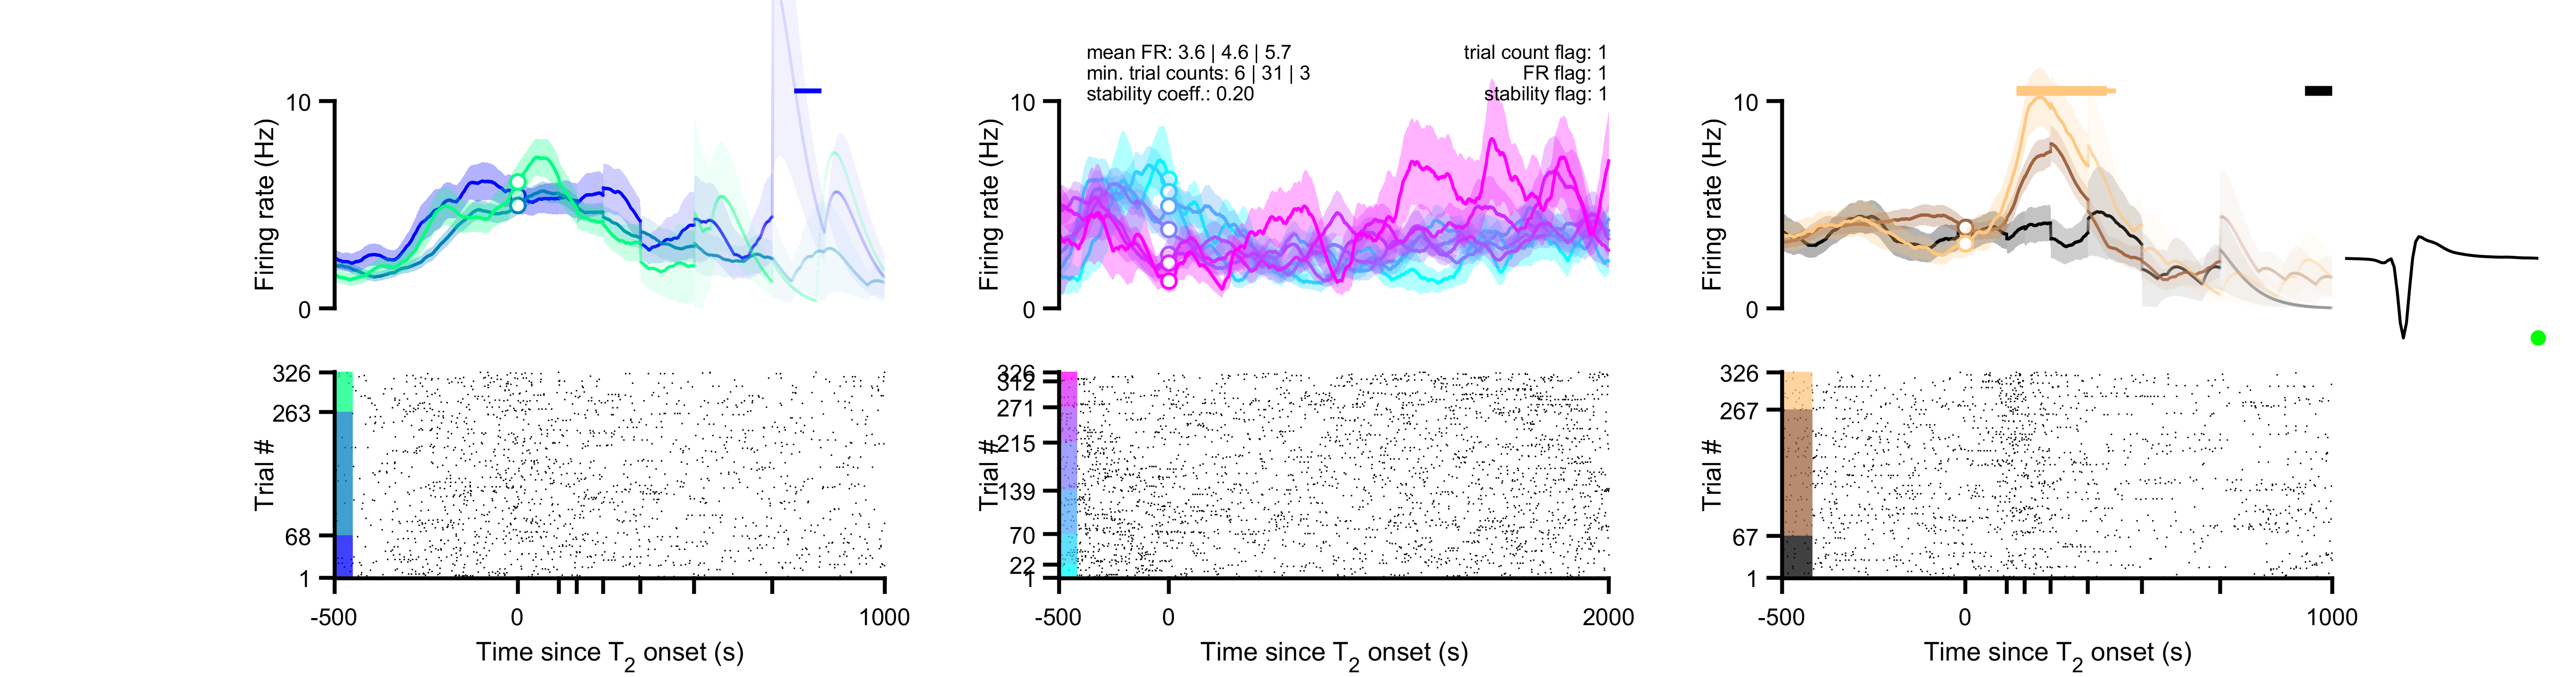 mean FR: 3.6 | 4.6 | 5.7
min. trial counts: 6 | 31 | 3
stability coeff.: 0.20
trial count flag: 1
FR flag: 1
stability flag: 1
Firing rate (Hz)
10
0
Firing rate (Hz)
10
0
Firing rate (Hz)
10
0
Trial #
326
263
68
1
Trial #
326
312
271
215
139
70
22
1
Trial #
326
267
67
1
-500
0
1000
Time since T2 onset (s)
-500
0
2000
Time since T2 onset (s)
-500
0
1000
Time since T2 onset (s)